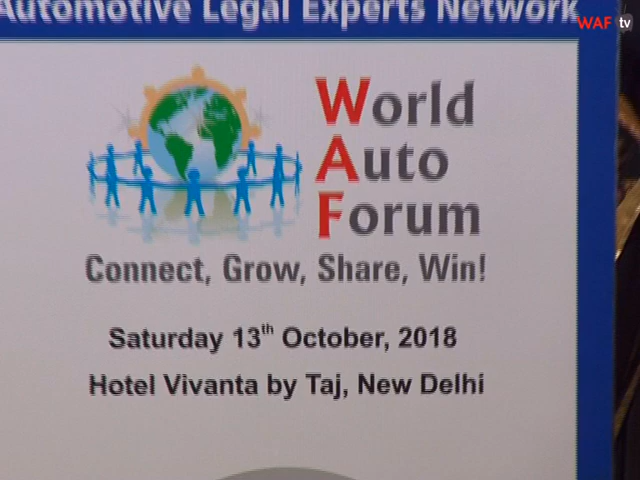 Automotive Legal Experts Network
WAF tv
World
Auto
Forum
Connect, Grow, Share, Win!
Saturday 13th October, 2018
Hotel Vivanta by Taj, New Delhi